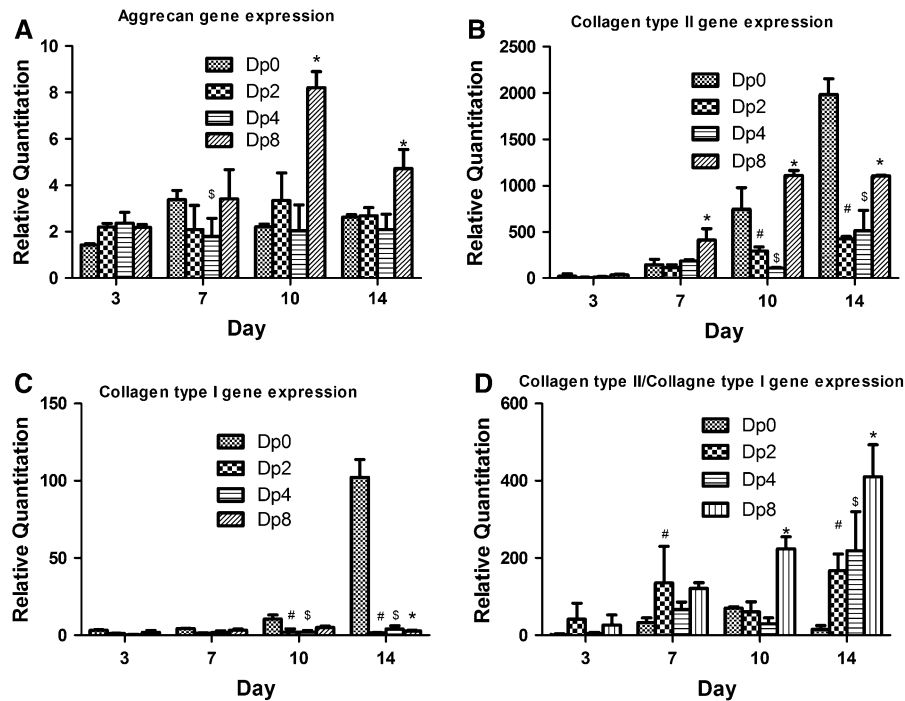 A
Aggrecan gene expression
Relative Quantitation
10
8
6
4
2
0
Dp0
Dp2
Dp4
Dp8
$
*
*
3 7 10 14
Day
B
Collagen type II gene expression
Relative Quantitation
2500
2000
1500
1000
500
0
Dp0
Dp2
Dp4
Dp8
*
#
$
*
#
$
*
3 7 10 14
Day
C
Collagen type I gene expression
Relative Quantitation
150
100
50
0
Dp0
Dp2
Dp4
Dp8
# $
# $ *
3 7 10 14
Day
D
Collagen type II/Collagne type I gene expression
Relative Quantitation
600
400
200
0
Dp0
Dp2
Dp4
Dp8
#
*
#
$
*
3 7 10 14
Day